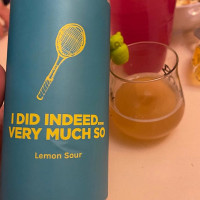 I DID INDEED...
VERY MUCH SO
Lemon Sour